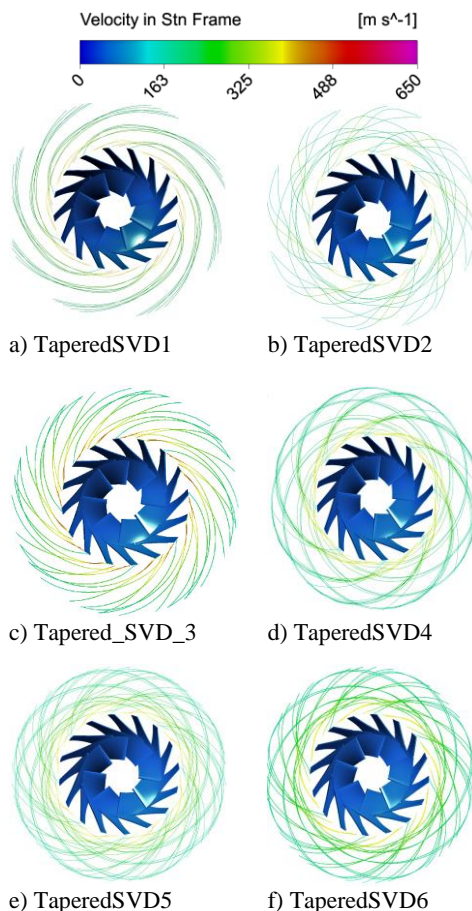 Velocity in Stn Frame [m s^-1]
0 163 325 488 650
a) TaperedSVD1 b) TaperedSVD2
c) Tapered_SVD_3 d) TaperedSVD4
e) TaperedSVD5 f) TaperedSVD6